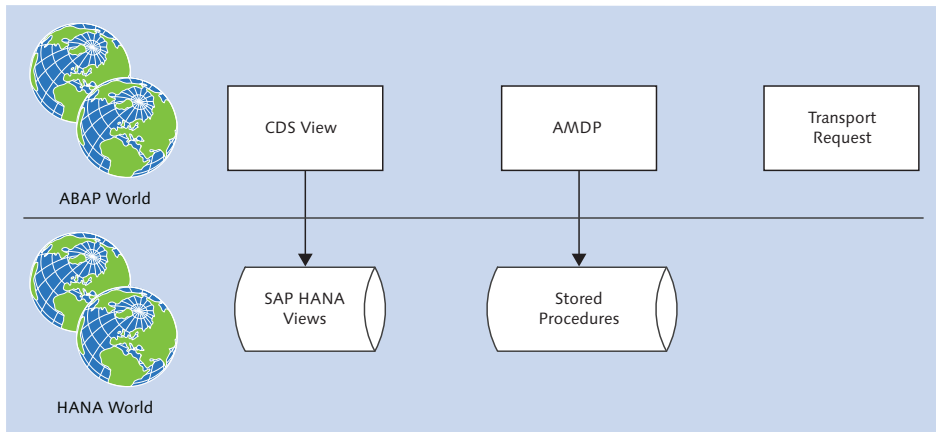 CDS View
AMDP
Transport
Request
ABAP World
SAP HANA
Views
Stored
Procedures
HANA World